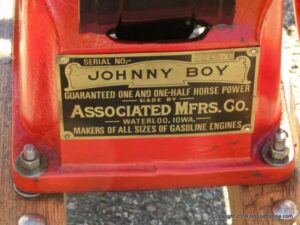 SERIAL NO.-
JOHNNY BOY
GUARANTEED ONE AND ONE-HALF HORSE POWER
MADE BY
ASSOCIATED MFRS. CO.
WATERLOO, IOWA.
MAKERS OF ALL SIZES OF GASOLINE ENGINES